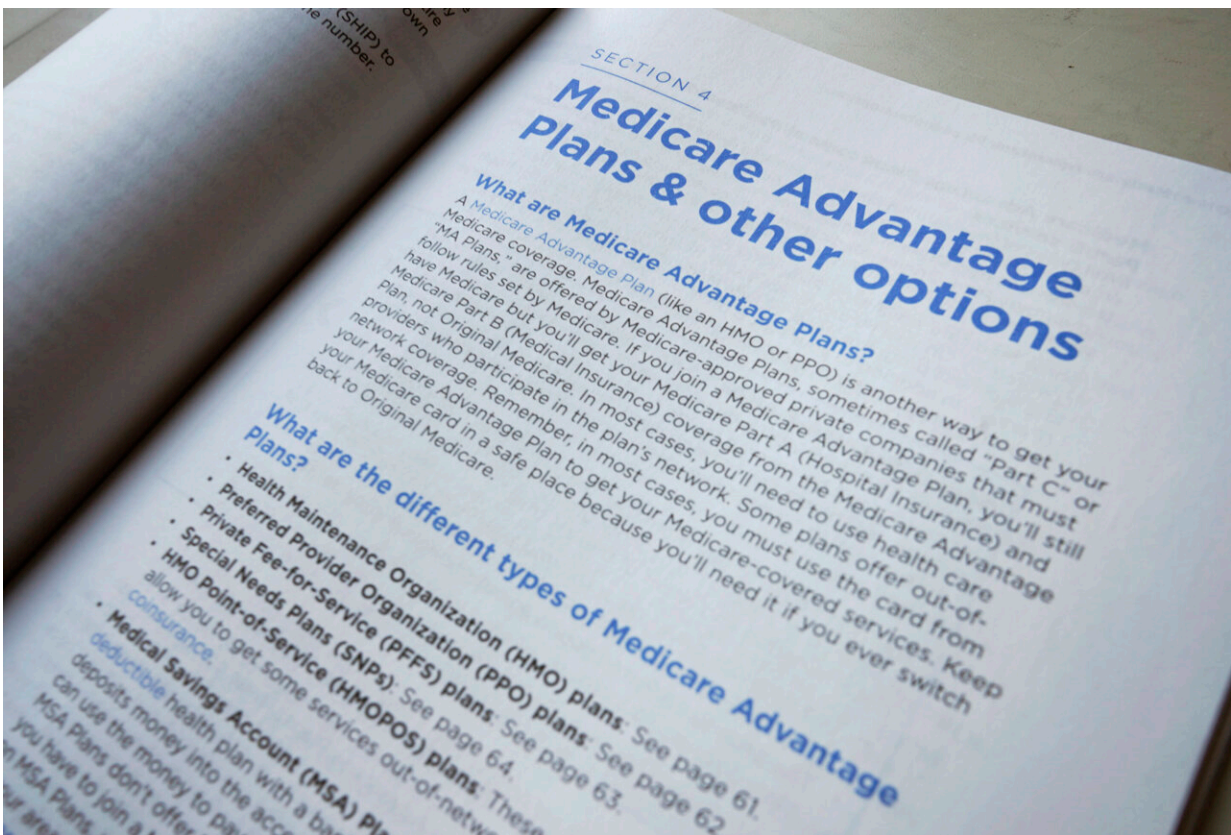 own
(SHIP) to
number.
SECTION 4
Medicare Advantage
Plans & other options
What are Medicare Advantage Plans?
A Medicare Advantage Plan (like an HMO or PPO) is another way to get your
Medicare coverage. Medicare Advantage Plans, sometimes called “Part C” or
“MA Plans,” are offered by Medicare-approved private companies that must
follow rules set by Medicare. If you join a Medicare Advantage Plan, you’ll still
have Medicare but you’ll get your Medicare Part A (Hospital Insurance) and
Medicare Part B (Medical Insurance) coverage from the Medicare Advantage
Plan, not Original Medicare. In most cases, you’ll need to use health care
providers who participate in the plan’s network. Some plans offer out-of-
network coverage. Remember, in most cases, you must use the card from
your Medicare Advantage Plan to get your Medicare-covered services. Keep
your Medicare card in a safe place because you’ll need it if you ever switch
back to Original Medicare.
What are the different types of Medicare Advantage
Plans?
• Health Maintenance Organization (HMO) plans: See page 61.
• Preferred Provider Organization (PPO) plans: See page 62
• Private Fee-for-Service (PFFS) plans: See page 63.
• Special Needs Plans (SNPs): See page 64.
• HMO Point-of-Service (HMOPOS) plans: These
allow you to get some services out-of-netw
coinsurance.
• Medical Savings Account (MSA) Pla
deductible health plan with a ba
deposits money into the acco
can use the money to pay
MSA Plans don’t offer
you have to join a
MSA Plans
area